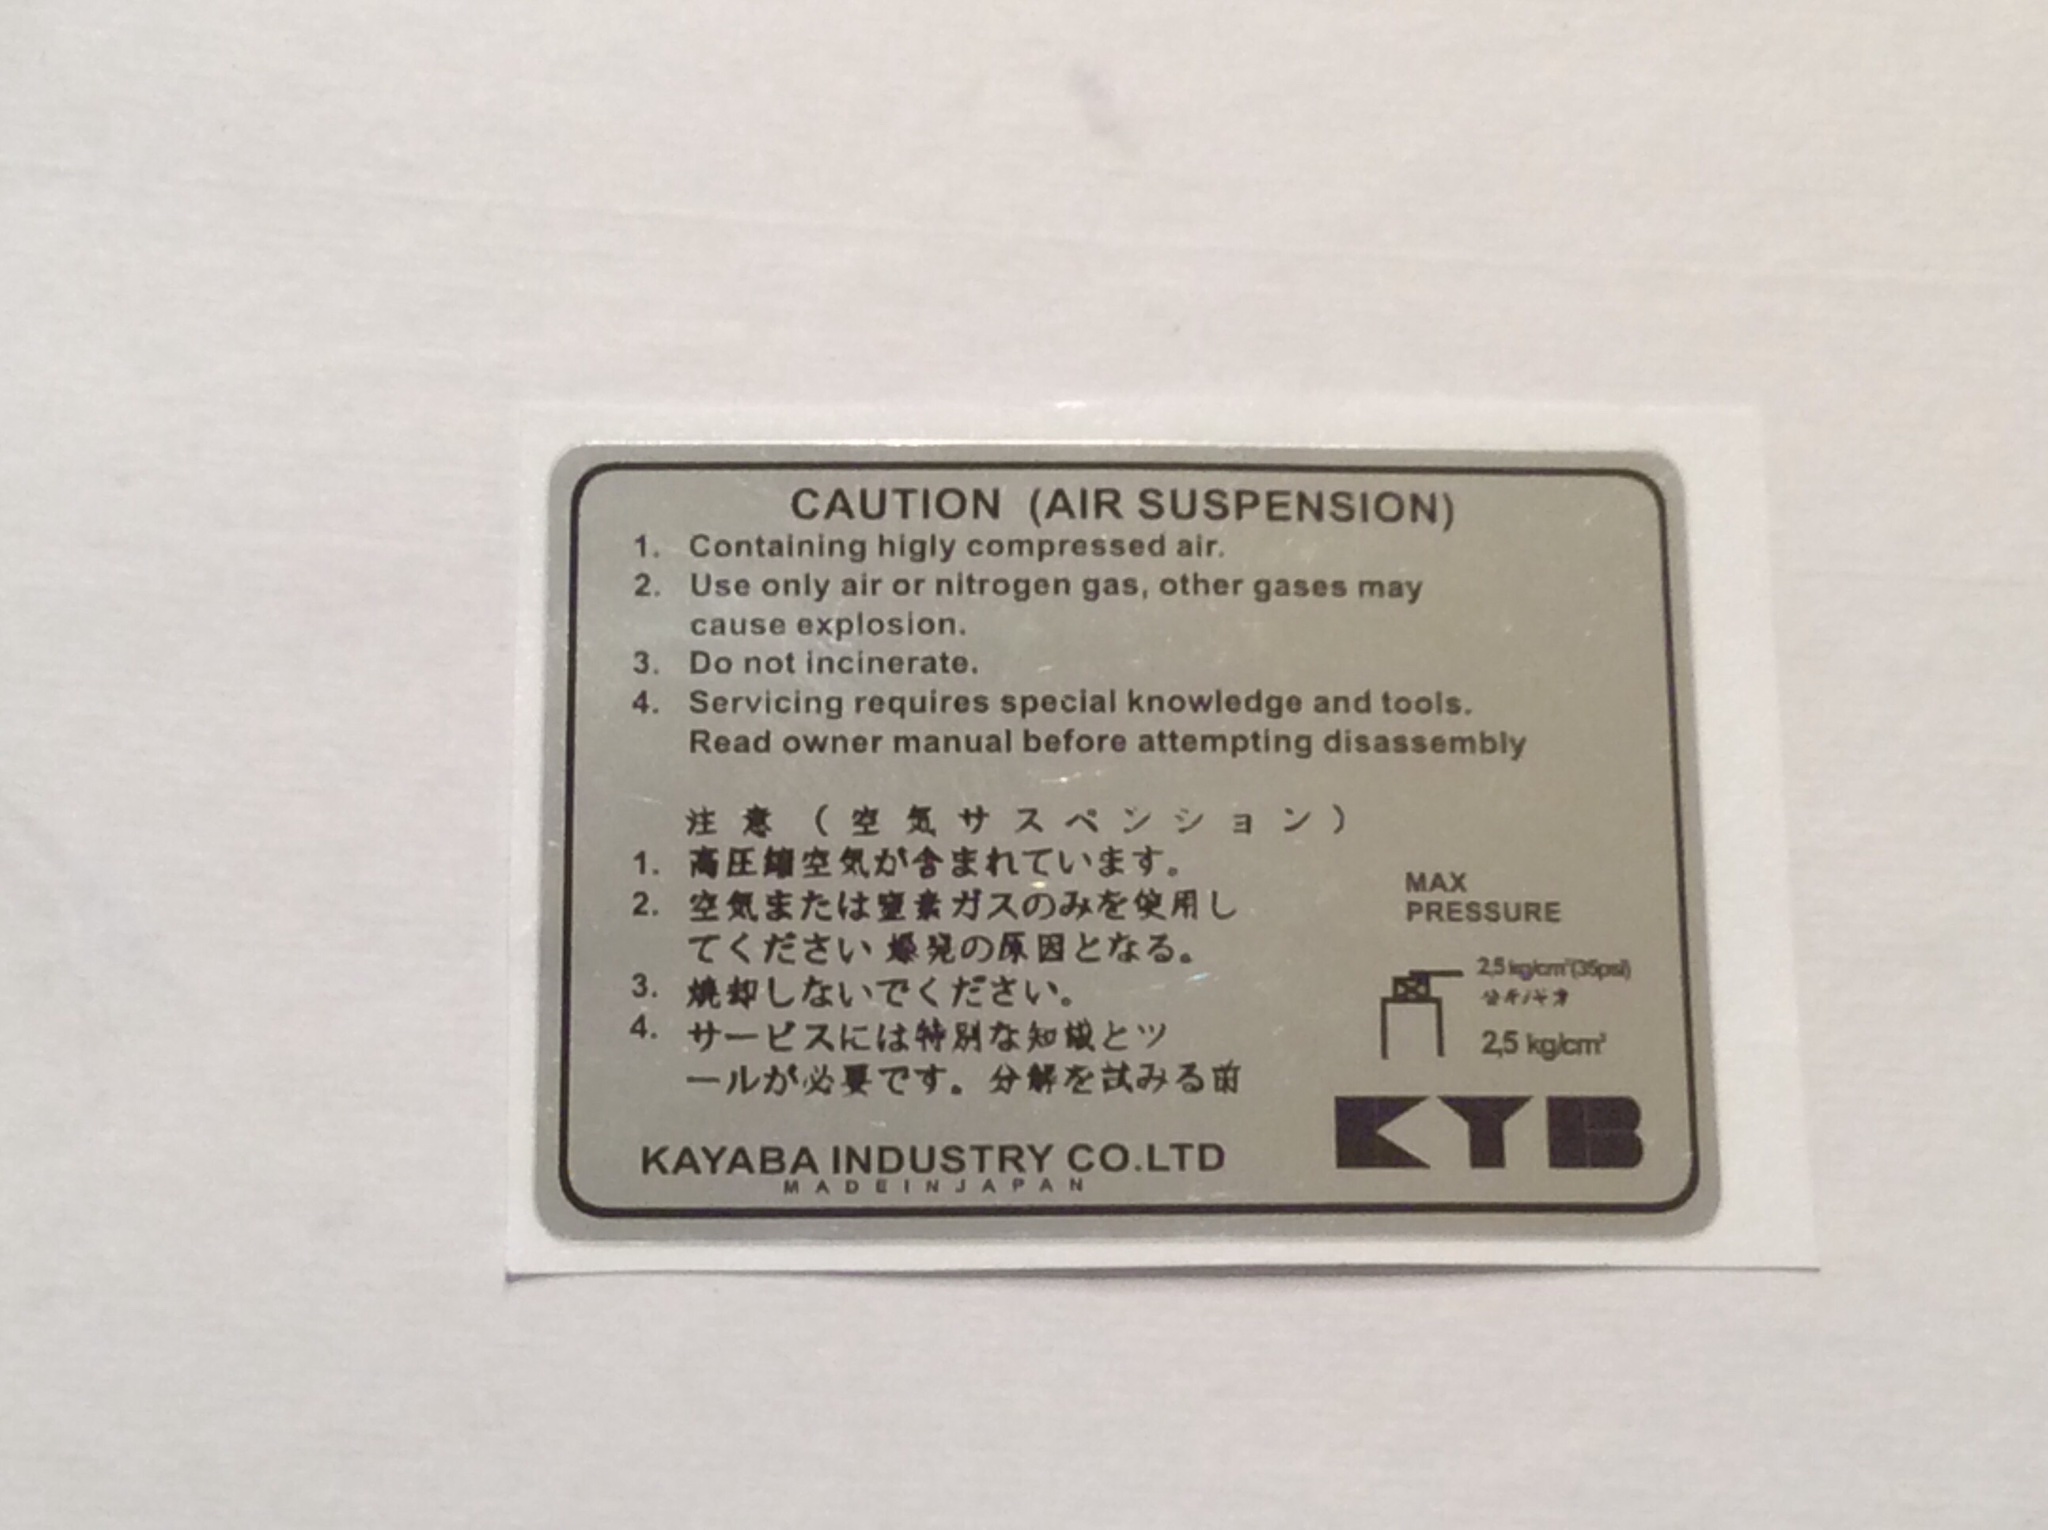 CAUTION (AIR SUSPENSION)
1. Containing higly compressed air.
2. Use only air or nitrogen gas, other gases may
cause explosion.
3. Do not incinerate.
4. Servicing requires special knowledge and tools.
Read owner manual before attempting disassembly
注意（空気サスペンション）
1. 高圧縮空気が含まれています。
2. 空気または窒素ガスのみを使用し
てください 爆発の原因となる。
3. 焼却しないでください。
4. サービスには特別な知識とツ
ールが必要です。分解を試みる前
MAX
PRESSURE
2,5 kg/cm²(35psi)
2,5 kg/cm²
KYB
KAYABA INDUSTRY CO.LTD
MADEINJAPAN